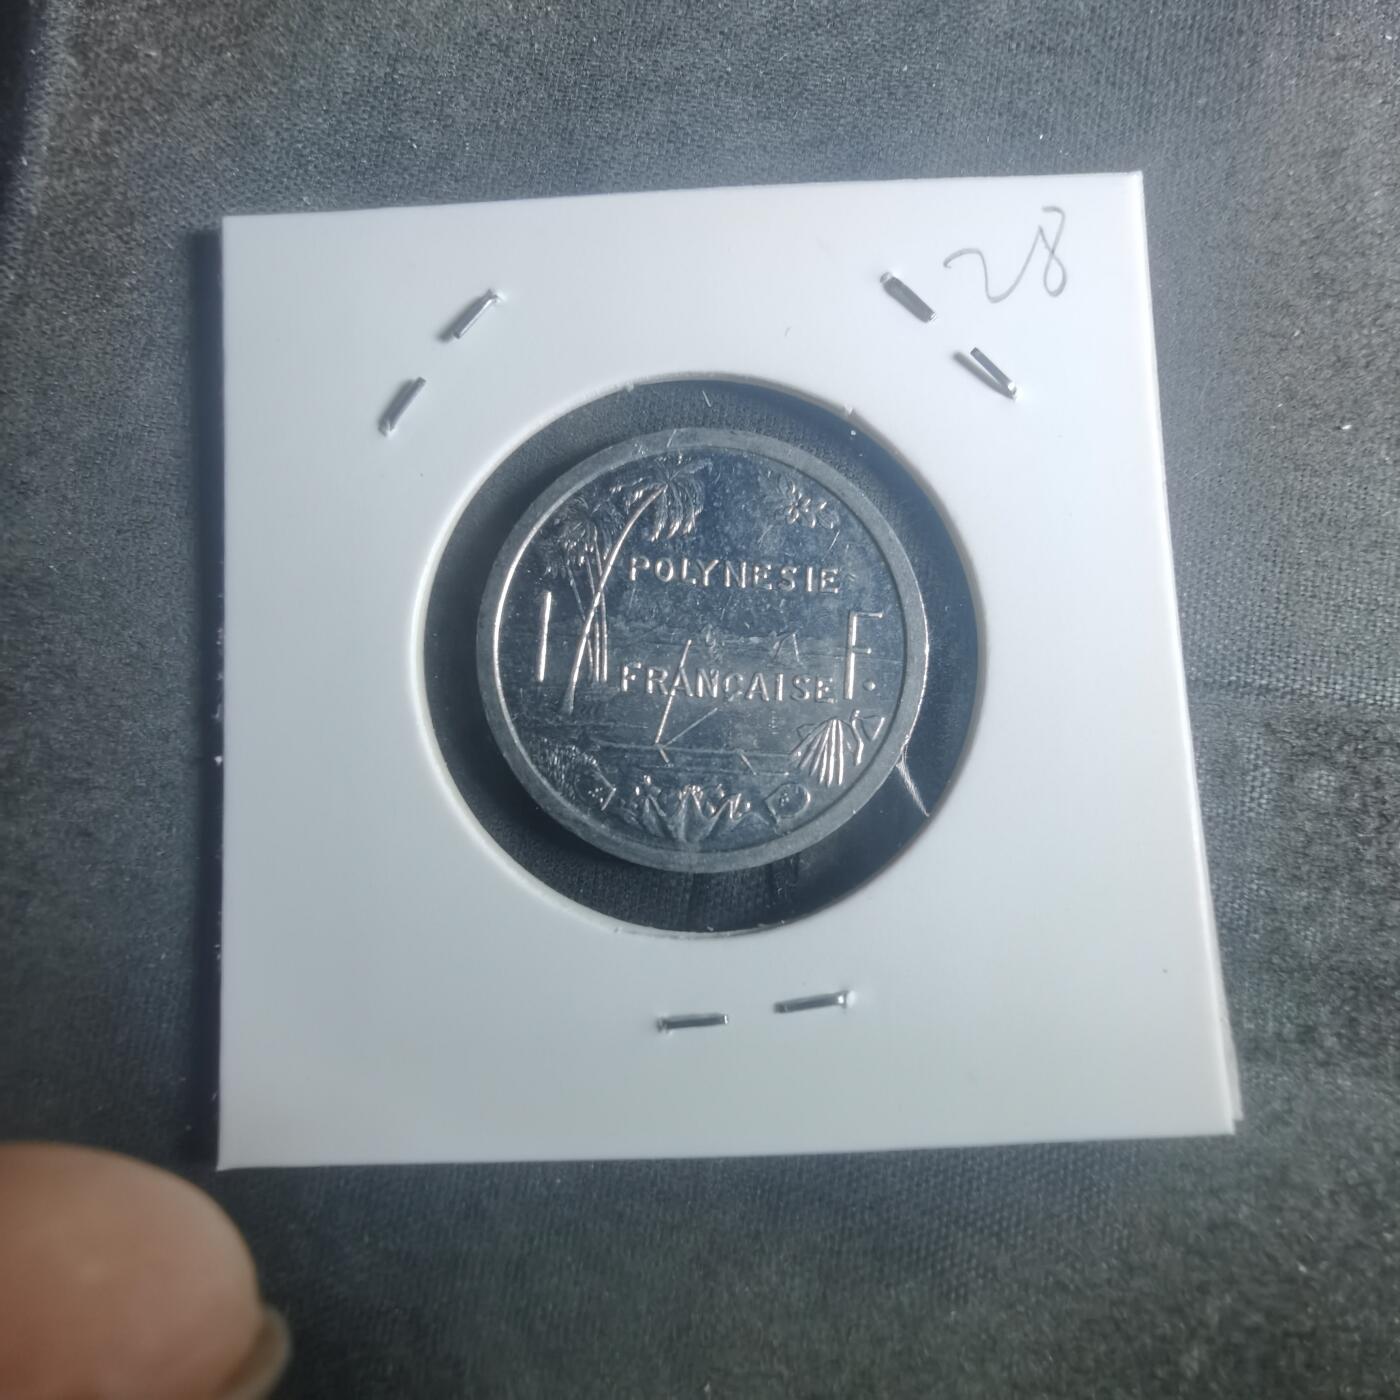 28
POLYNESIE
1 F.
FRANCAISE